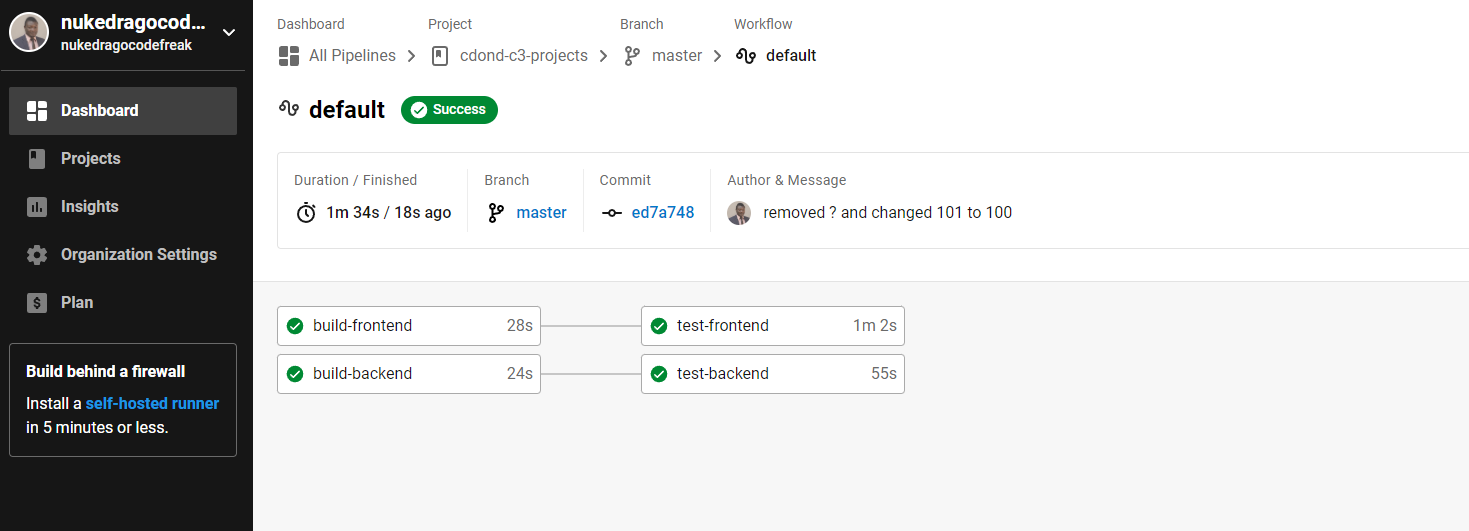 nukedragocod...
nukedragocodefreak
Dashboard
Projects
Insights
Organization Settings
Plan
Build behind a firewall
Install a self-hosted runner
in 5 minutes or less.
Dashboard Project Branch Workflow
All Pipelines cdond-c3-projects master default
default Success
Duration / Finished Branch Commit Author & Message
1m 34s / 18s ago master ed7a748 removed ? and changed 101 to 100
build-frontend 28s test-frontend 1m 2s
build-backend 24s test-backend 55s